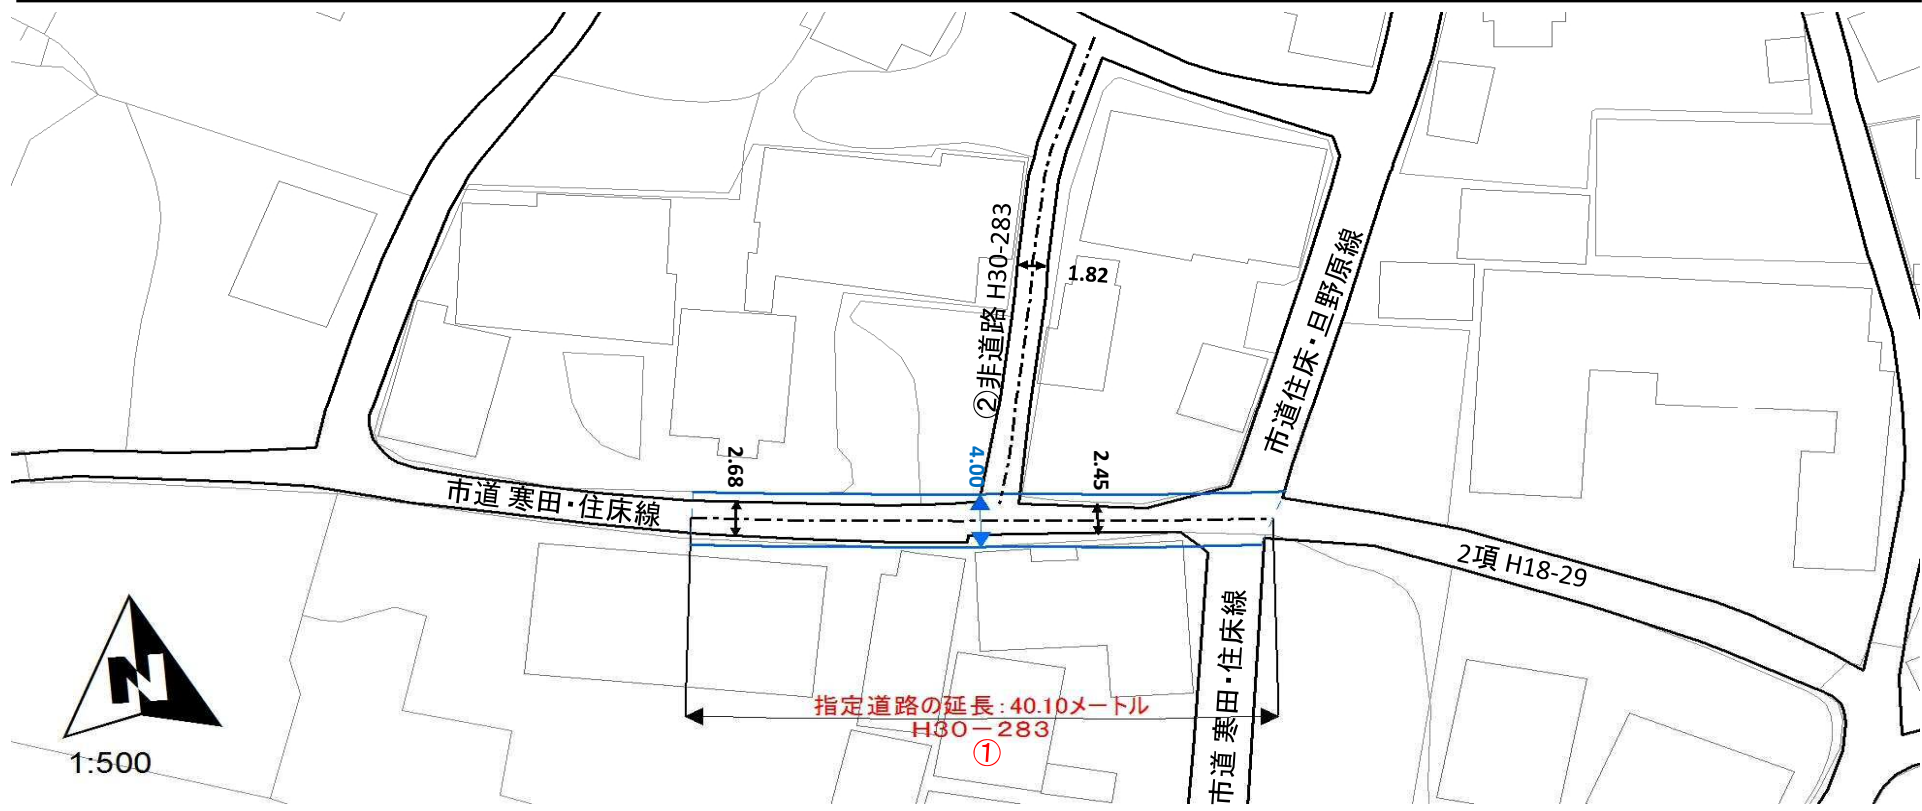 ②非道路 H30-283
1.82
市道住床・旦野原線
2.68
4.00
2.45
市道 寒田・住床線
2項 H18-29
市道 寒田・住床線
指定道路の延長：40.10メートル
H30－283
①
N
1:500